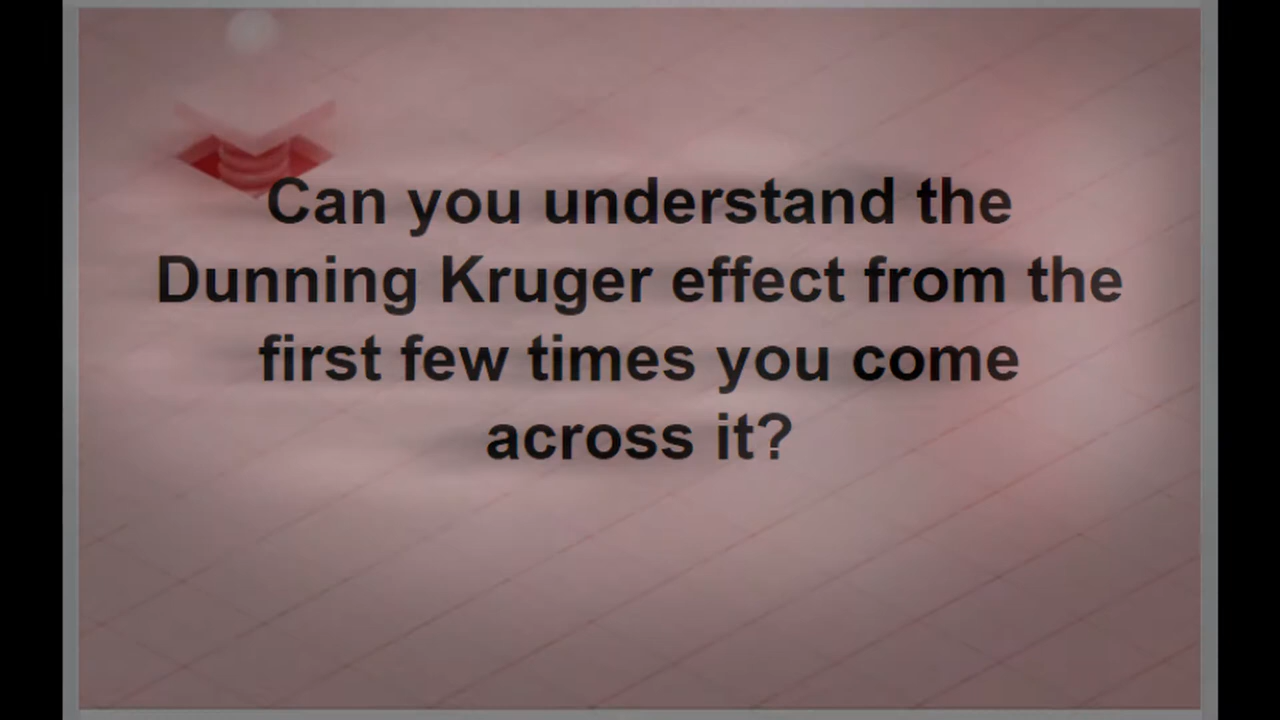 Can you understand the
Dunning Kruger effect from the
first few times you come
across it?